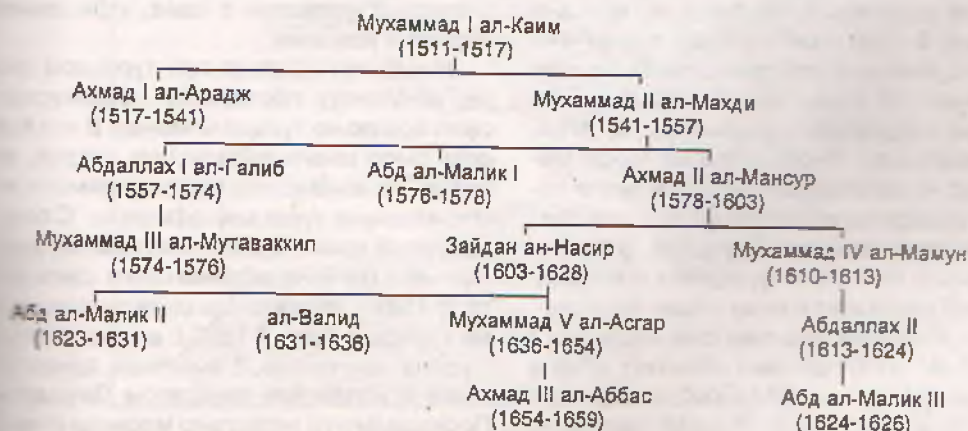 Мухаммад I ал-Каим
(1511-1517)
Ахмад I ал-Арадж
(1517-1541)
Мухаммад II ал-Махди
(1541-1557)
Абдаллах I ал-Галиб
(1557-1574)
Абд ал-Малик I
(1576-1578)
Ахмад II ал-Мансур
(1578-1603)
Мухаммад III ал-Мутаваккил
(1574-1576)
Зайдан ан-Насир
(1603-1628)
Мухаммад IV ал-Мамун
(1610-1613)
Абд ал-Малик II
(1623-1631)
ал-Валид
(1631-1636)
Мухаммад V ал-Асгар
(1636-1654)
Абдаллах II
(1613-1624)
Ахмад III ал-Аббас
(1654-1659)
Абд ал-Малик III
(1624-1626)